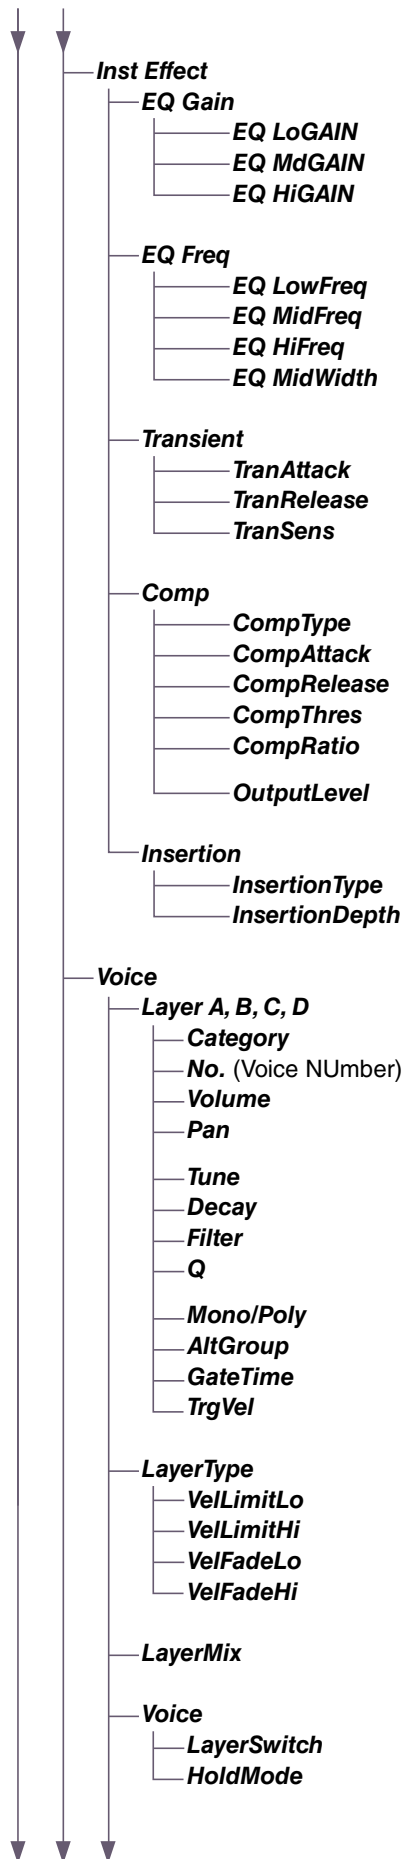 Inst Effect
EQ Gain
EQ LoGAIN
EQ MdGAIN
EQ HiGAIN
EQ Freq
EQ LowFreq
EQ MidFreq
EQ HiFreq
EQ MidWidth
Transient
TranAttack
TranRelease
TranSens
Comp
CompType
CompAttack
CompRelease
CompThres
CompRatio
OutputLevel
Insertion
InsertionType
InsertionDepth
Voice
Layer A, B, C, D
Category
No. (Voice NUmber)
Volume
Pan
Tune
Decay
Filter
Q
Mono/Poly
AltGroup
GateTime
TrgVel
LayerType
VelLimitLo
VelLimitHi
VelFadeLo
VelFadeHi
LayerMix
Voice
LayerSwitch
HoldMode